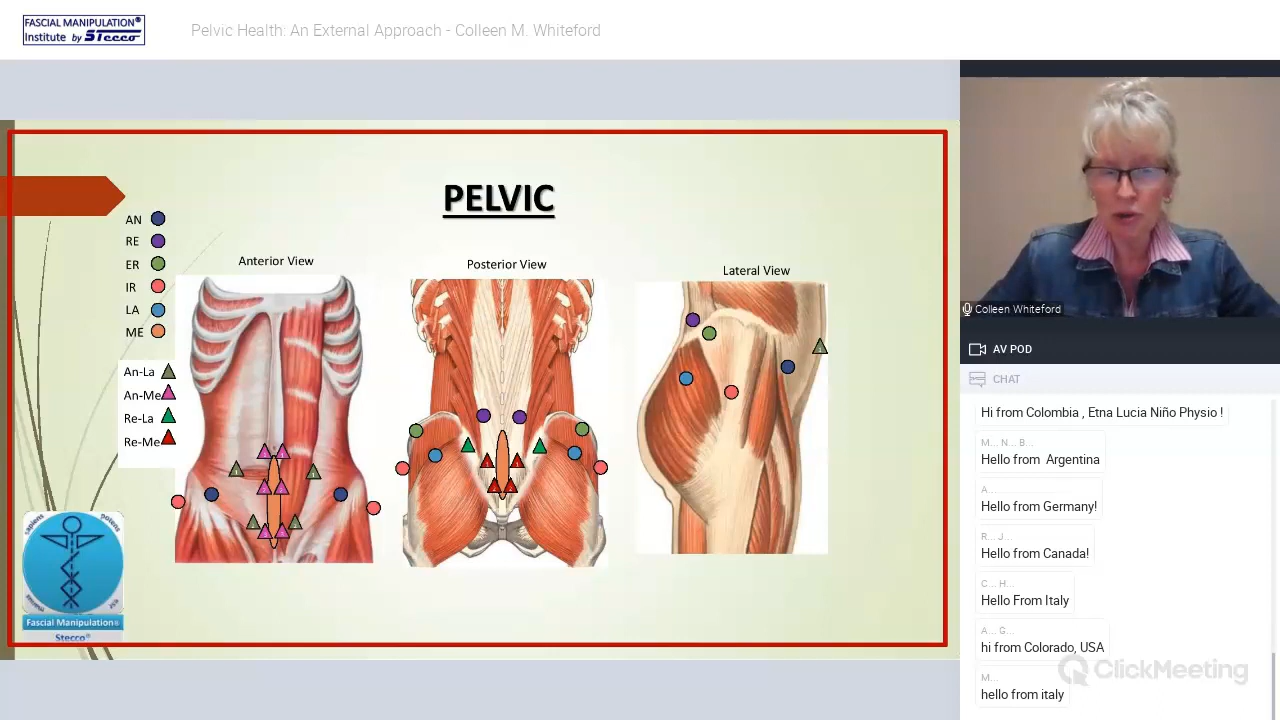 FASCIAL MANIPULATION®
Institute by Stecco®
Pelvic Health: An External Approach - Colleen M. Whiteford
PELVIC
AN
RE
ER
IR
LA
ME
An-La
An-Me
Re-La
Re-Me
Anterior View
Posterior View
Lateral View
sapiens
potens
Fascial Manipulation®
Stecco®
Colleen Whiteford
AV POD
CHAT
Hi from Colombia , Etna Lucia Niño Physio !
M... N... B...
Hello from Argentina
A...
Hello from Germany!
R... J...
Hello from Canada!
C... H...
Hello From Italy
A... G...
hi from Colorado, USA
M...
hello from italy
ClickMeeting